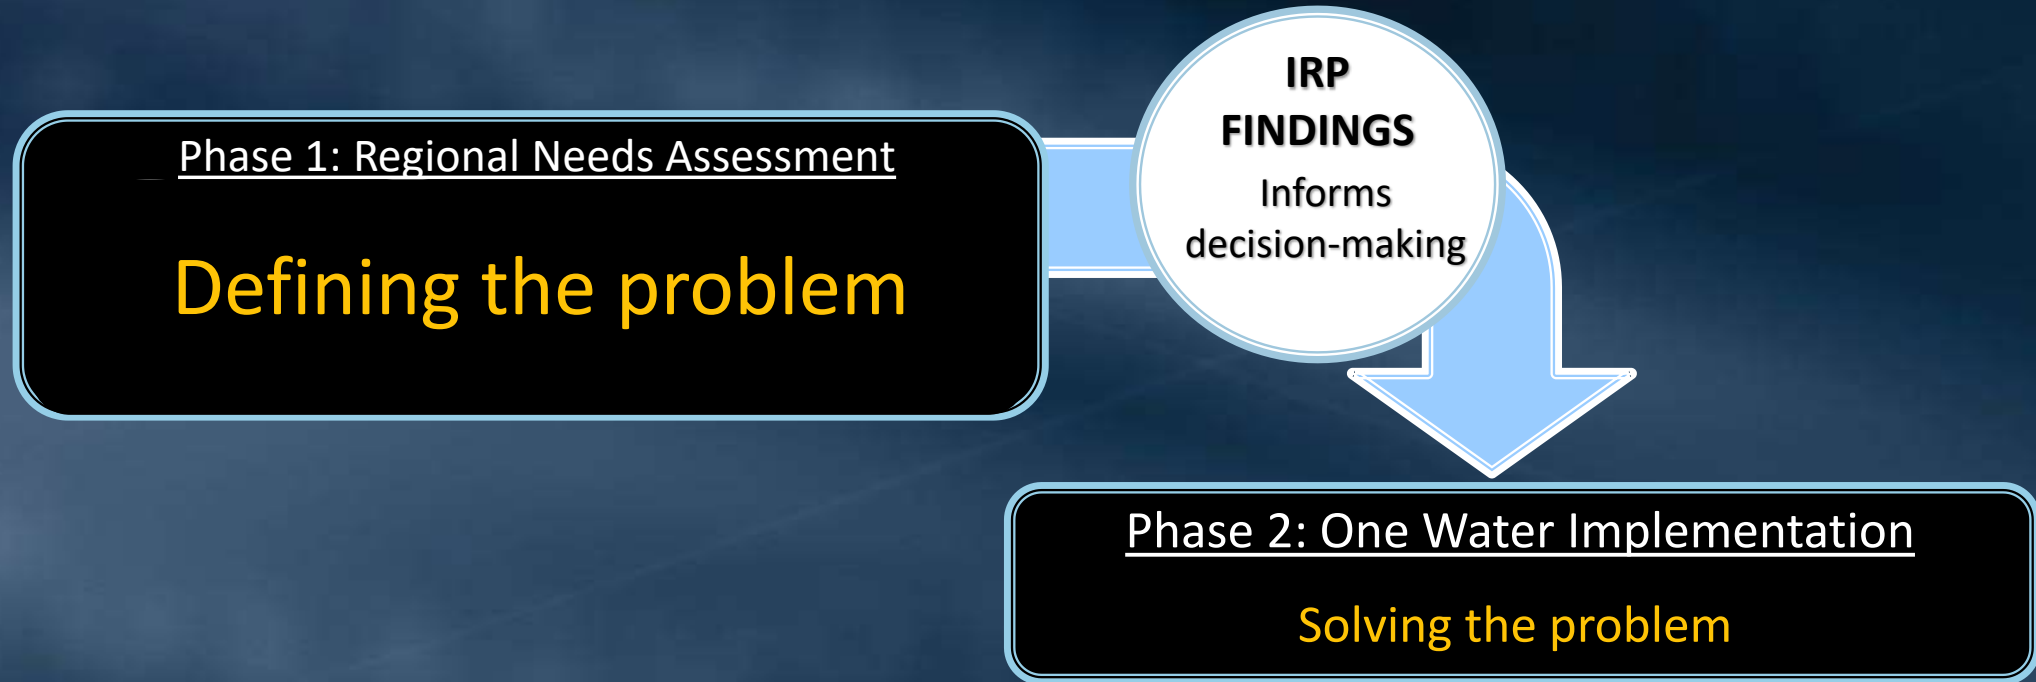 Phase 1: Regional Needs Assessment
Defining the problem
IRP
FINDINGS
Informs
decision-making
Phase 2: One Water Implementation
Solving the problem